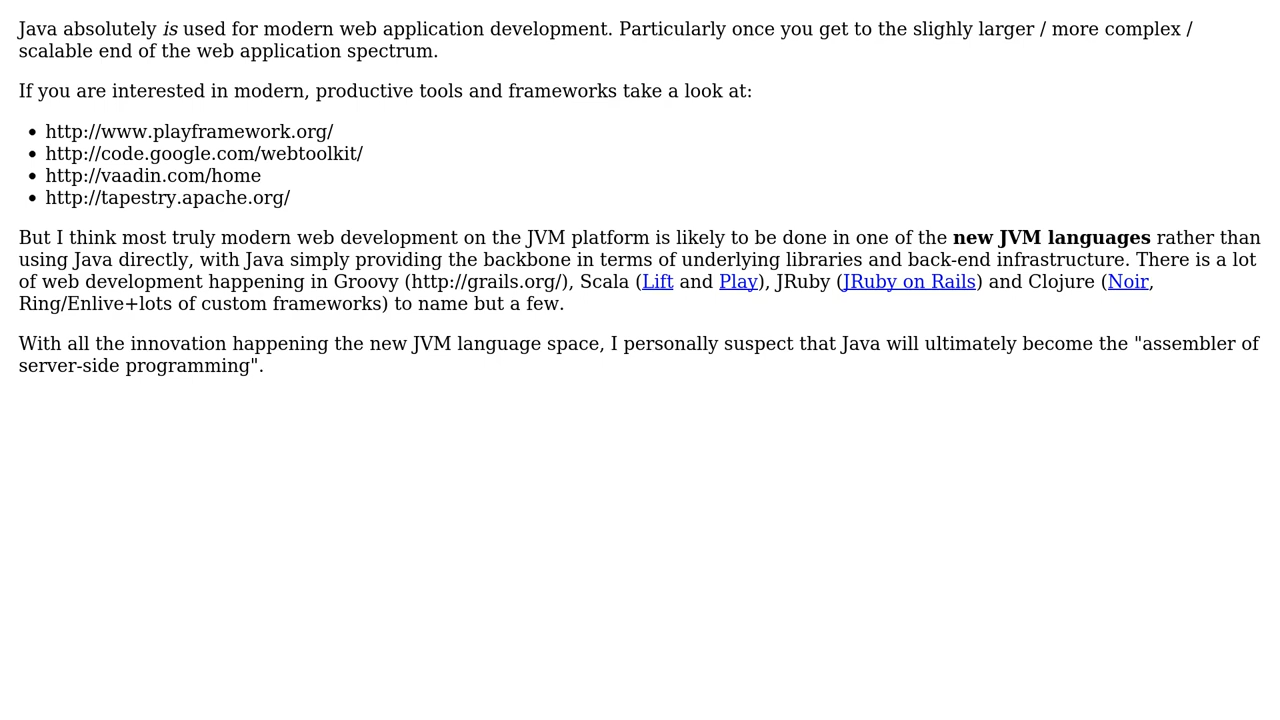 Java absolutely is used for modern web application development. Particularly once you get to the slighly larger / more complex /
scalable end of the web application spectrum.
If you are interested in modern, productive tools and frameworks take a look at:
• http://www.playframework.org/
• http://code.google.com/webtoolkit/
• http://vaadin.com/home
• http://tapestry.apache.org/
But I think most truly modern web development on the JVM platform is likely to be done in one of the new JVM languages rather than
using Java directly, with Java simply providing the backbone in terms of underlying libraries and back-end infrastructure. There is a lot
of web development happening in Groovy (http://grails.org/), Scala (Lift and Play), JRuby (JRuby on Rails) and Clojure (Noir,
Ring/Enlive+lots of custom frameworks) to name but a few.
With all the innovation happening the new JVM language space, I personally suspect that Java will ultimately become the "assembler of
server-side programming".